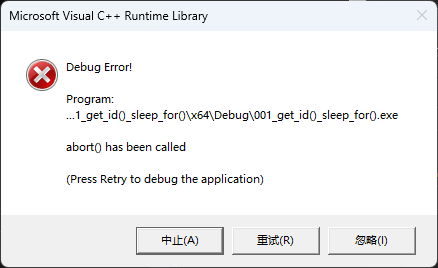 Microsoft Visual C++ Runtime Library
Debug Error!
Program:
...1_get_id()_sleep_for()\x64\Debug\001_get_id()_sleep_for().exe
abort() has been called
(Press Retry to debug the application)
中止(A) 重试(R) 忽略(I)